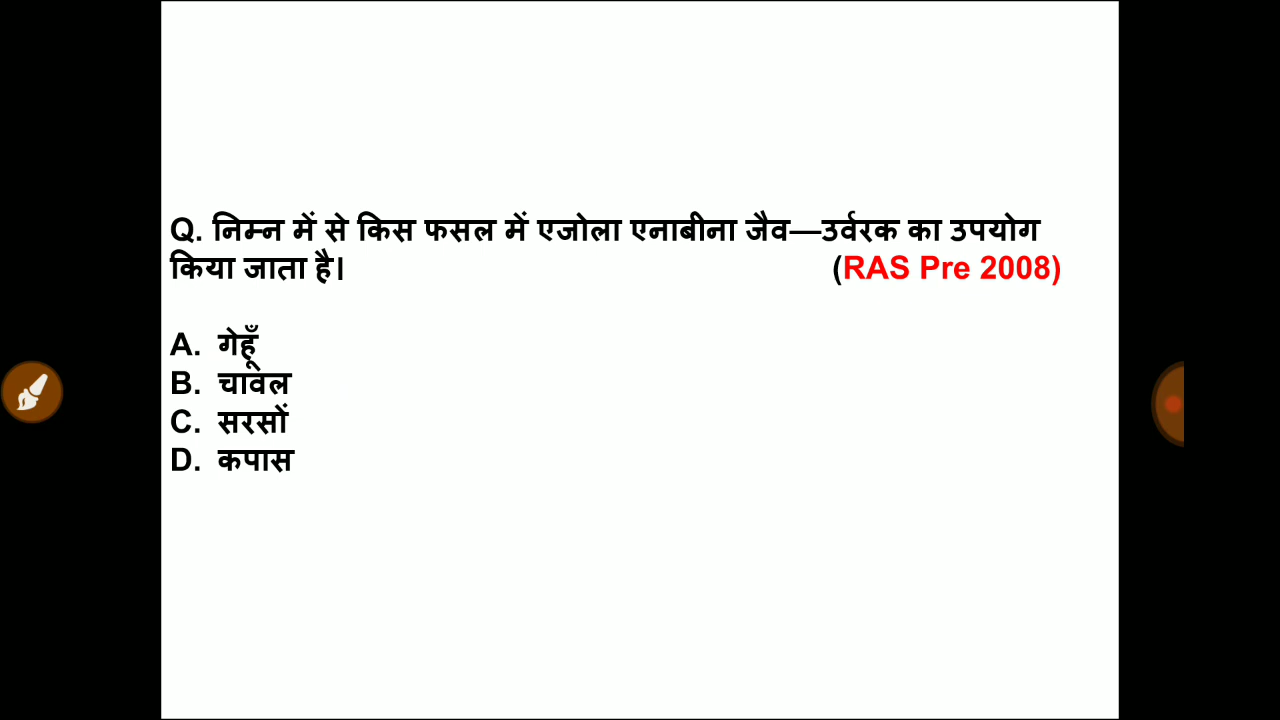 Q. निम्न में से किस फसल में एजोला एनाबीना जैव—उर्वरक का उपयोग
किया जाता है। (RAS Pre 2008)
A. गेहूँ
B. चावल
C. सरसों
D. कपास